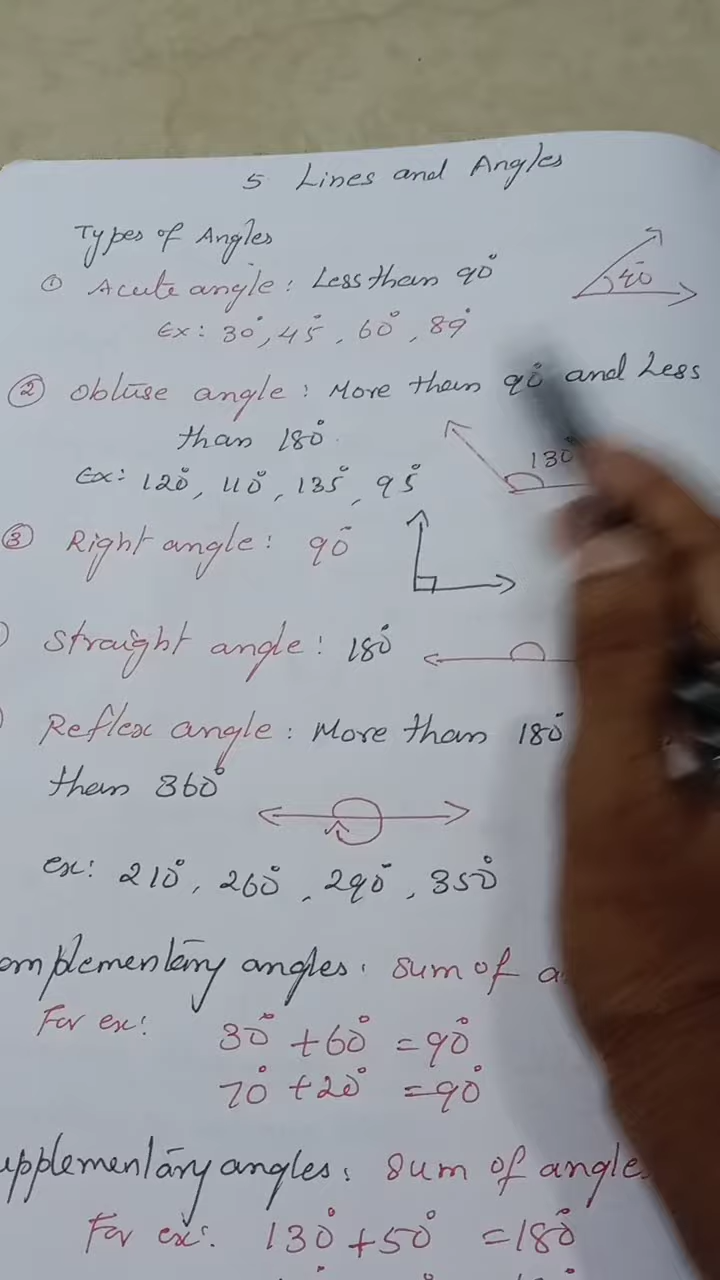 5 Lines and Angles
Types of Angles
① Acute angle: Less than 90°
40°
Ex: 30°, 45°, 60°, 89°
② Obtuse angle: More than 90° and Less
than 180°
130°
Ex: 120°, 110°, 135°, 95°
③ Right angle: 90°
) Straight angle: 180°
) Reflex angle: More than 180°
than 360°
ex: 210°, 260°, 290°, 350°
omplementary angles: Sum of a
For ex: 30° + 60° = 90°
70° + 20° = 90°
upplementary angles: Sum of angle
For ex: 130° + 50° = 180°